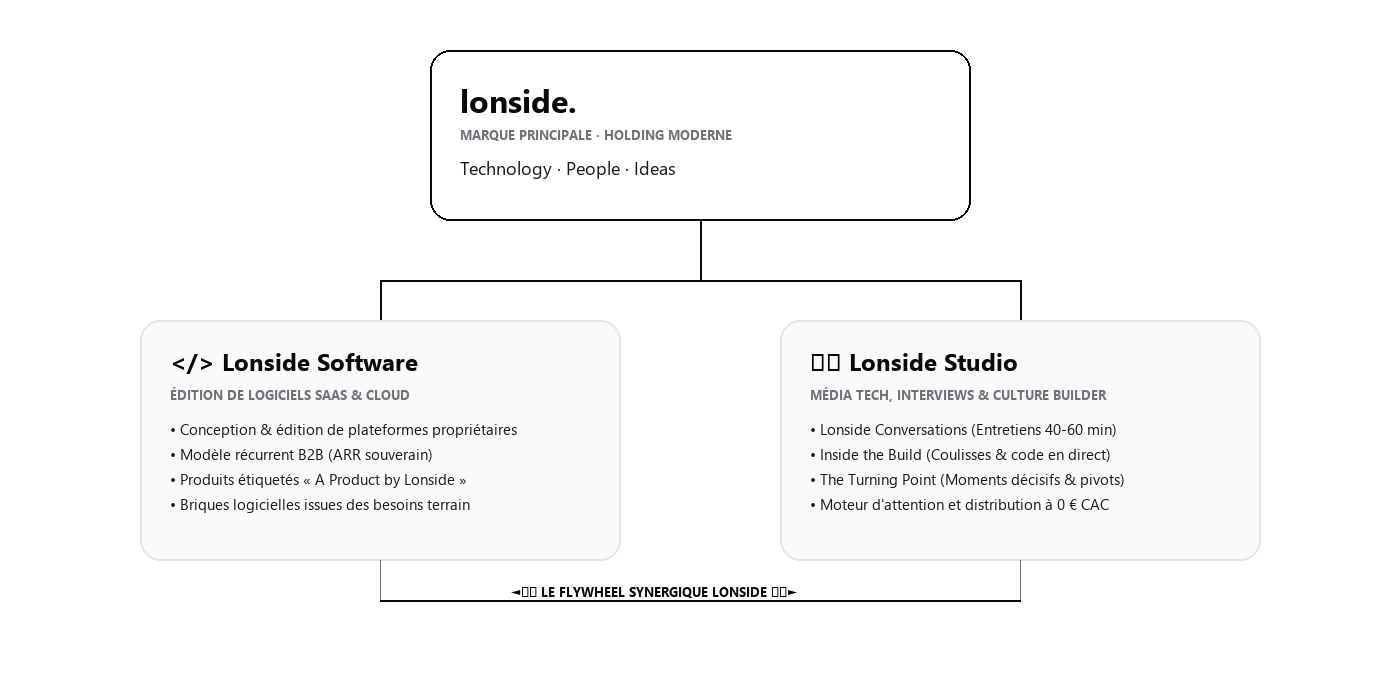 lonside.
MARQUE PRINCIPALE · HOLDING MODERNE
Technology · People · Ideas
</> Lonside Software
ÉDITION DE LOGICIELS SAAS & CLOUD
• Conception & édition de plateformes propriétaires
• Modèle récurrent B2B (ARR souverain)
• Produits étiquetés « A Product by Lonside »
• Briques logicielles issues des besoins terrain
▯▯ Lonside Studio
MÉDIA TECH, INTERVIEWS & CULTURE BUILDER
• Lonside Conversations (Entretiens 40-60 min)
• Inside the Build (Coulisses & code en direct)
• The Turning Point (Moments décisifs & pivots)
• Moteur d'attention et distribution à 0 € CAC
◄▯▯ LE FLYWHEEL SYNERGIQUE LONSIDE ▯▯►